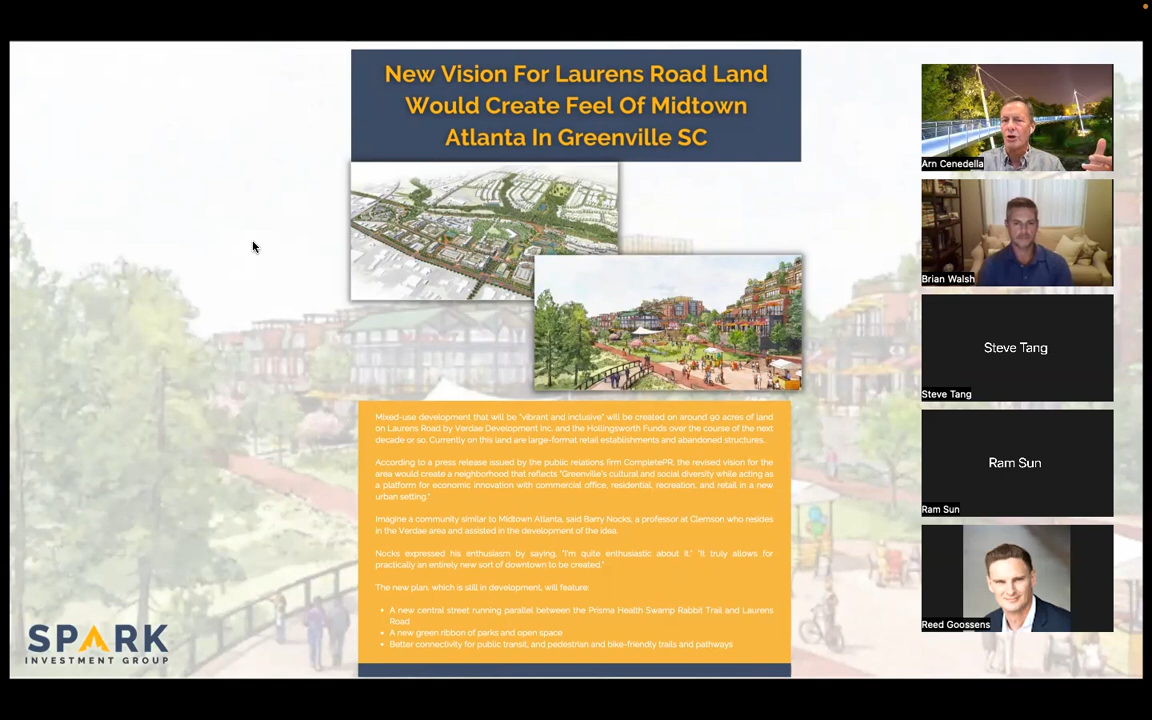 New Vision For Laurens Road Land
Would Create Feel Of Midtown
Atlanta In Greenville SC
Mixed-use development that will be "vibrant and inclusive" will be created on around 90 acres of land
on Laurens Road by Verdae Development Inc. and the Hollingsworth Funds over the course of the next
decade or so. Currently on this land are large-format retail establishments and abandoned structures..
According to a press release issued by the public relations firm CompletePR, the revised vision for the
area would create a neighborhood that reflects "Greenville's cultural and social diversity while acting as
a platform for economic innovation with commercial office, residential, recreation, and retail in a new
urban setting."
Imagine a community similar to Midtown Atlanta, said Barry Nocks, a professor at Clemson who resides
in the Verdae area and assisted in the development of the idea.
Nocks expressed his enthusiasm by saying, "I'm quite enthusiastic about it." "It truly allows for
practically an entirely new sort of downtown to be created."
The new plan, which is still in development, will feature:
• A new central street running parallel between the Prisma Health Swamp Rabbit Trail and Laurens
Road
• A new green ribbon of parks and open space
• Better connectivity for public transit, and pedestrian and bike-friendly trails and pathways
SPARK
INVESTMENT GROUP
Arn Cenedella
Brian Walsh
Steve Tang
Steve Tang
Ram Sun
Ram Sun
Reed Goossens